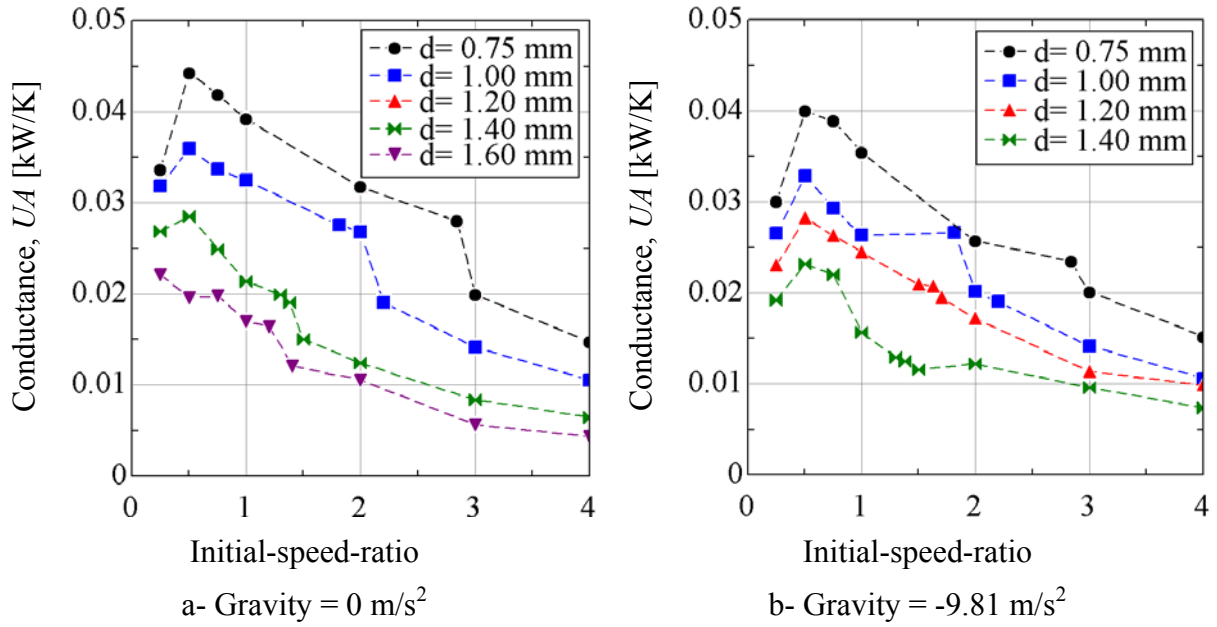 0.05
0.04
0.03
0.02
0.01
0
Conductance, UA [kW/K]
d= 0.75 mm
d= 1.00 mm
d= 1.20 mm
d= 1.40 mm
d= 1.60 mm
0 1 2 3 4
Initial-speed-ratio
a- Gravity = 0 m/s²
0.05
0.04
0.03
0.02
0.01
0
Conductance, UA [kW/K]
d= 0.75 mm
d= 1.00 mm
d= 1.20 mm
d= 1.40 mm
0 1 2 3 4
Initial-speed-ratio
b- Gravity = -9.81 m/s²